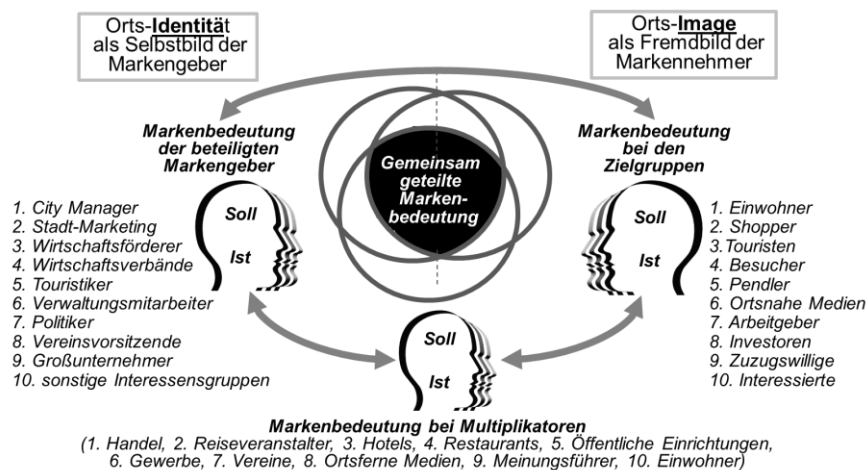 Orts-Identität
als Selbstbild der
Markengeber
Orts-Image
als Fremdbild der
Markennehmer
Markenbedeutung
der beteiligten
Markengeber
Gemeinsam
geteilte
Marken-
bedeutung
Markenbedeutung
bei den
Zielgruppen
1. City Manager
2. Stadt-Marketing
3. Wirtschaftsförderer
4. Wirtschaftsverbände
5. Touristiker
6. Verwaltungsmitarbeiter
7. Politiker
8. Vereinsvorsitzende
9. Großunternehmer
10. sonstige Interessensgruppen
Soll
Ist
Soll
Ist
1. Einwohner
2. Shopper
3.Touristen
4. Besucher
5. Pendler
6. Ortsnahe Medien
7. Arbeitgeber
8. Investoren
9. Zuzugswillige
10. Interessierte
Soll
Ist
Markenbedeutung bei Multiplikatoren
(1. Handel, 2. Reiseveranstalter, 3. Hotels, 4. Restaurants, 5. Öffentliche Einrichtungen,
6. Gewerbe, 7. Vereine, 8. Ortsferne Medien, 9. Meinungsführer, 10. Einwohner)